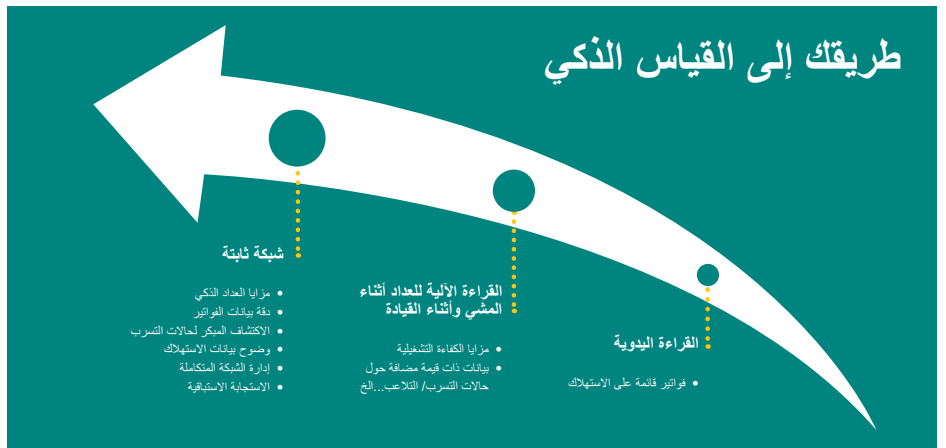 طريقك إلى القياس الذكي
القراءة اليدوية
• فواتير قائمة على الاستهلاك
القراءة الآلية للعداد أثناء
المشي وأثناء القيادة
• مزايا الكفاءة التشغيلية
• بيانات ذات قيمة مضافة حول
حالات التسرب/ التلاعب...الخ
شبكة ثابتة
• مزايا العداد الذكي
• دقة بيانات الفواتير
• الاكتشاف المبكر لحالات التسرب
• وضوح بيانات الاستهلاك
• إدارة الشبكة المتكاملة
• الاستجابة الاستباقية